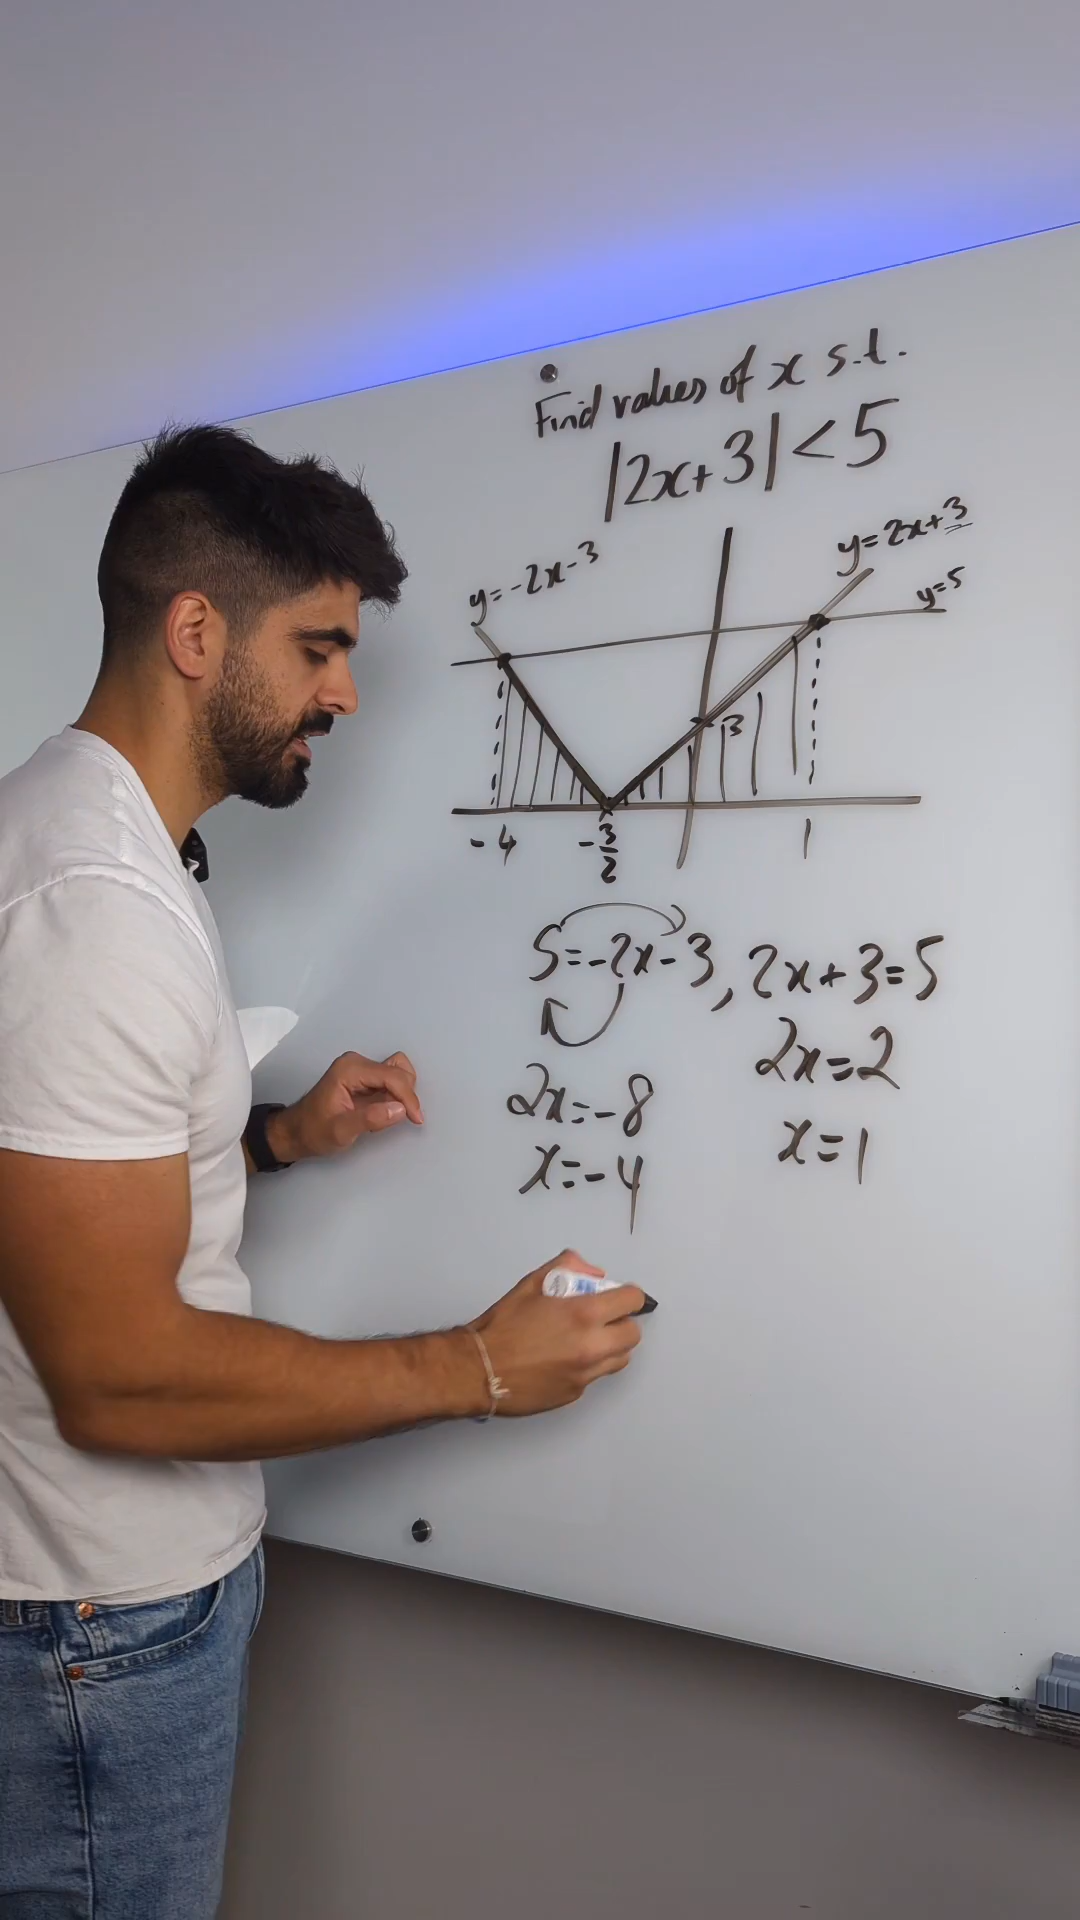 Find values of x s.t.
|2x+3|<5
y=-2x-3
y=2x+3
y=5
3
-4
-3/2
1
5=-2x-3, 2x+3=5
2x=-8
2x=2
x=-4
x=1